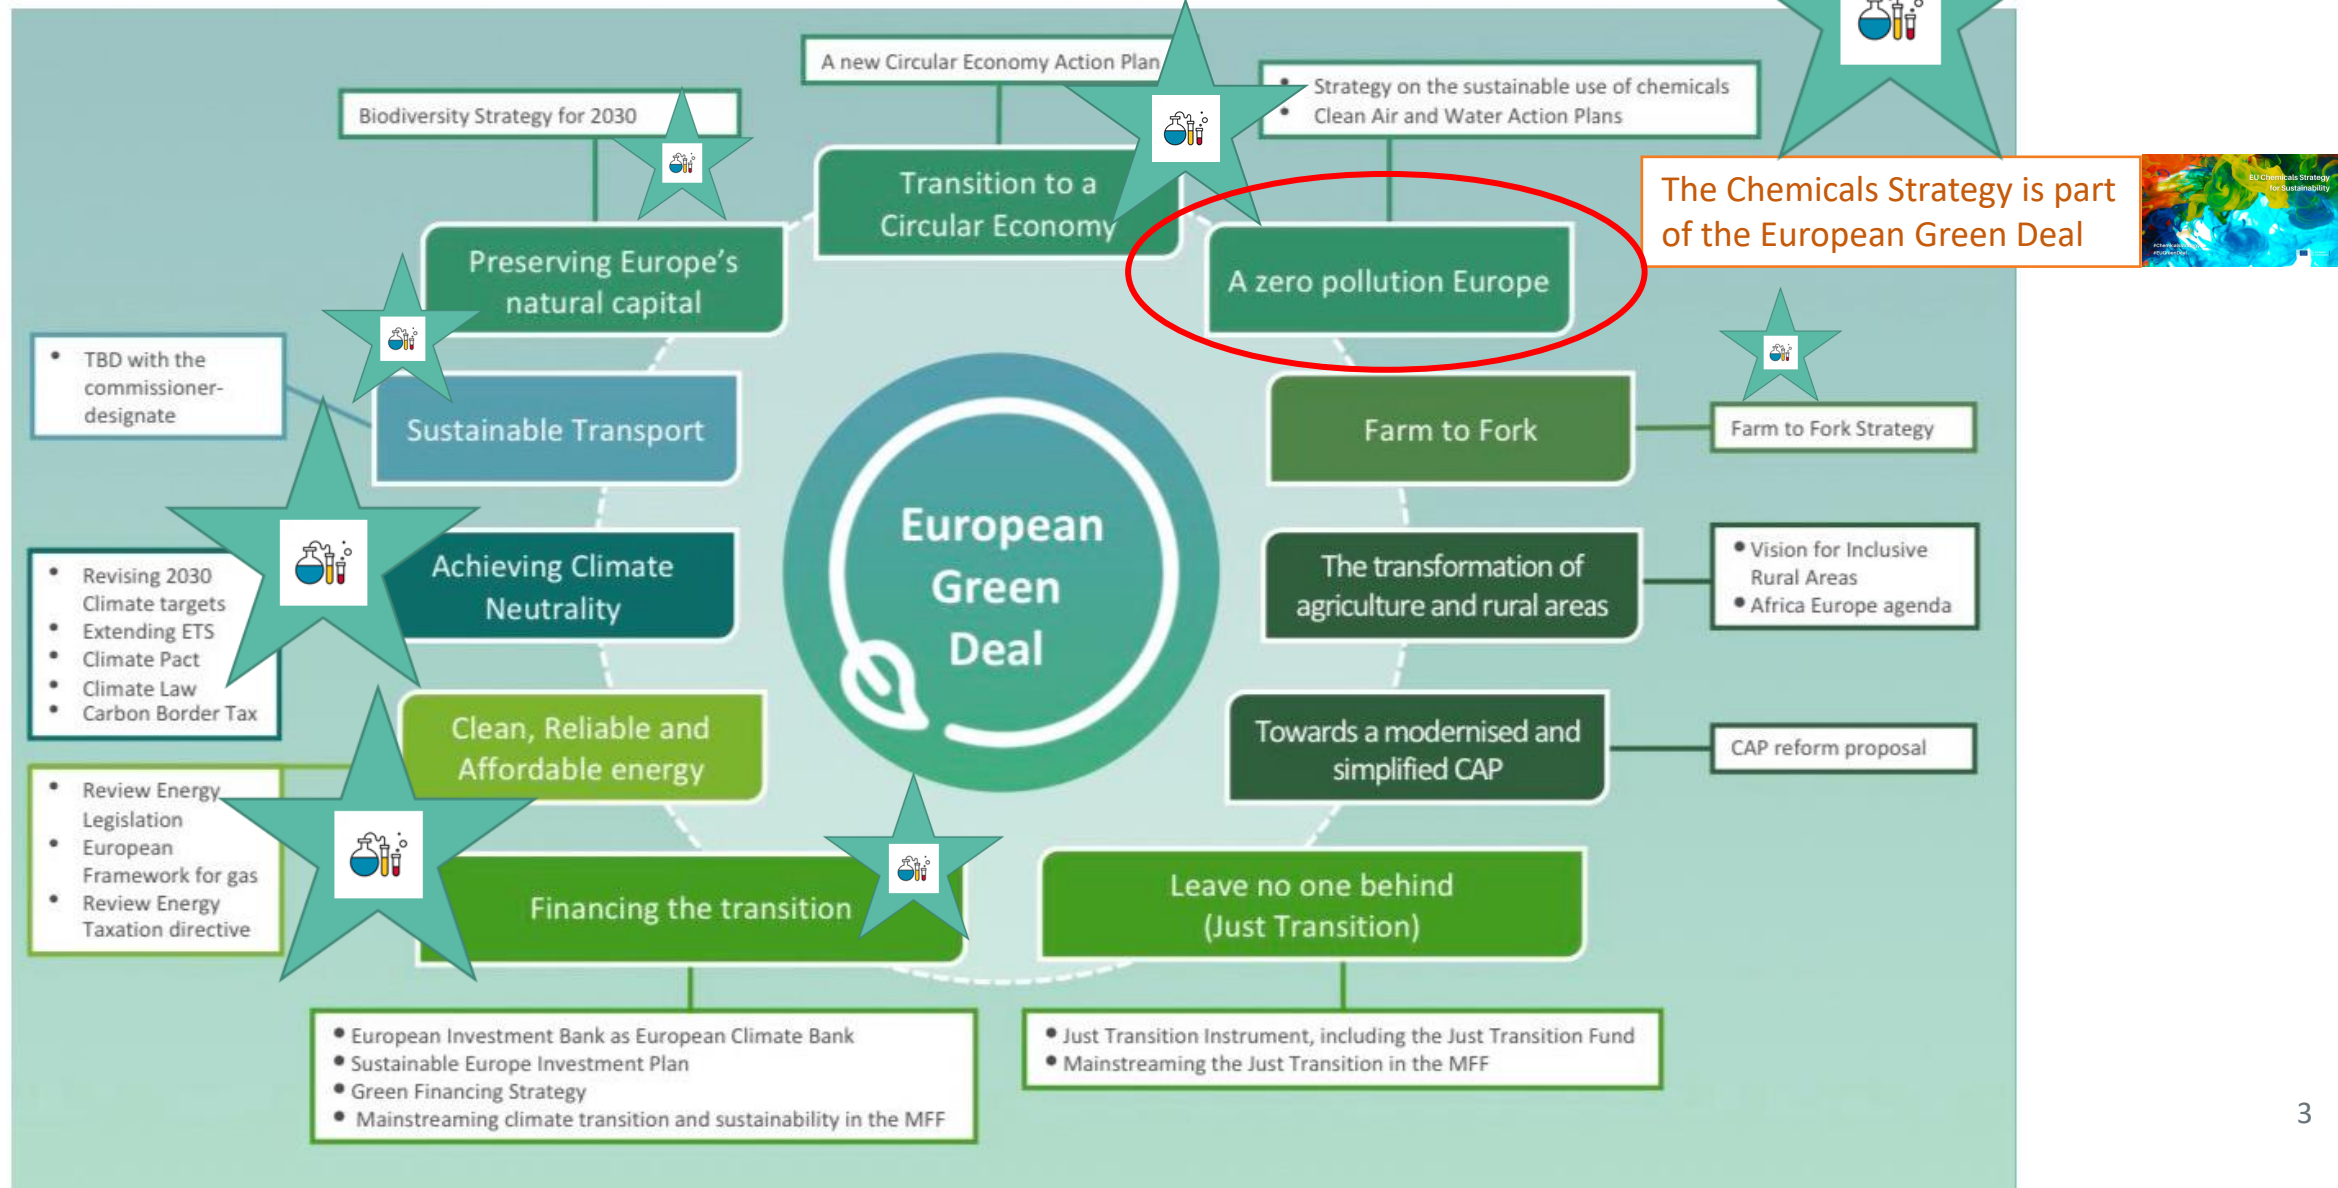 A new Circular Economy Action Plan
• Strategy on the sustainable use of chemicals
• Clean Air and Water Action Plans
Biodiversity Strategy for 2030
Transition to a
Circular Economy
The Chemicals Strategy is part
of the European Green Deal
EU Chemicals Strategy
for Sustainability
#EUGreenDeal
Preserving Europe's
natural capital
A zero pollution Europe
• TBD with the
commissioner-
designate
Sustainable Transport
Farm to Fork
Farm to Fork Strategy
European
Green
Deal
• Revising 2030
Climate targets
• Extending ETS
• Climate Pact
• Climate Law
• Carbon Border Tax
Achieving Climate
Neutrality
The transformation of
agriculture and rural areas
• Vision for Inclusive
Rural Areas
• Africa Europe agenda
Clean, Reliable and
Affordable energy
Towards a modernised and
simplified CAP
CAP reform proposal
• Review Energy
Legislation
• European
Framework for gas
• Review Energy
Taxation directive
Financing the transition
Leave no one behind
(Just Transition)
• European Investment Bank as European Climate Bank
• Sustainable Europe Investment Plan
• Green Financing Strategy
• Mainstreaming climate transition and sustainability in the MFF
• Just Transition Instrument, including the Just Transition Fund
• Mainstreaming the Just Transition in the MFF
3